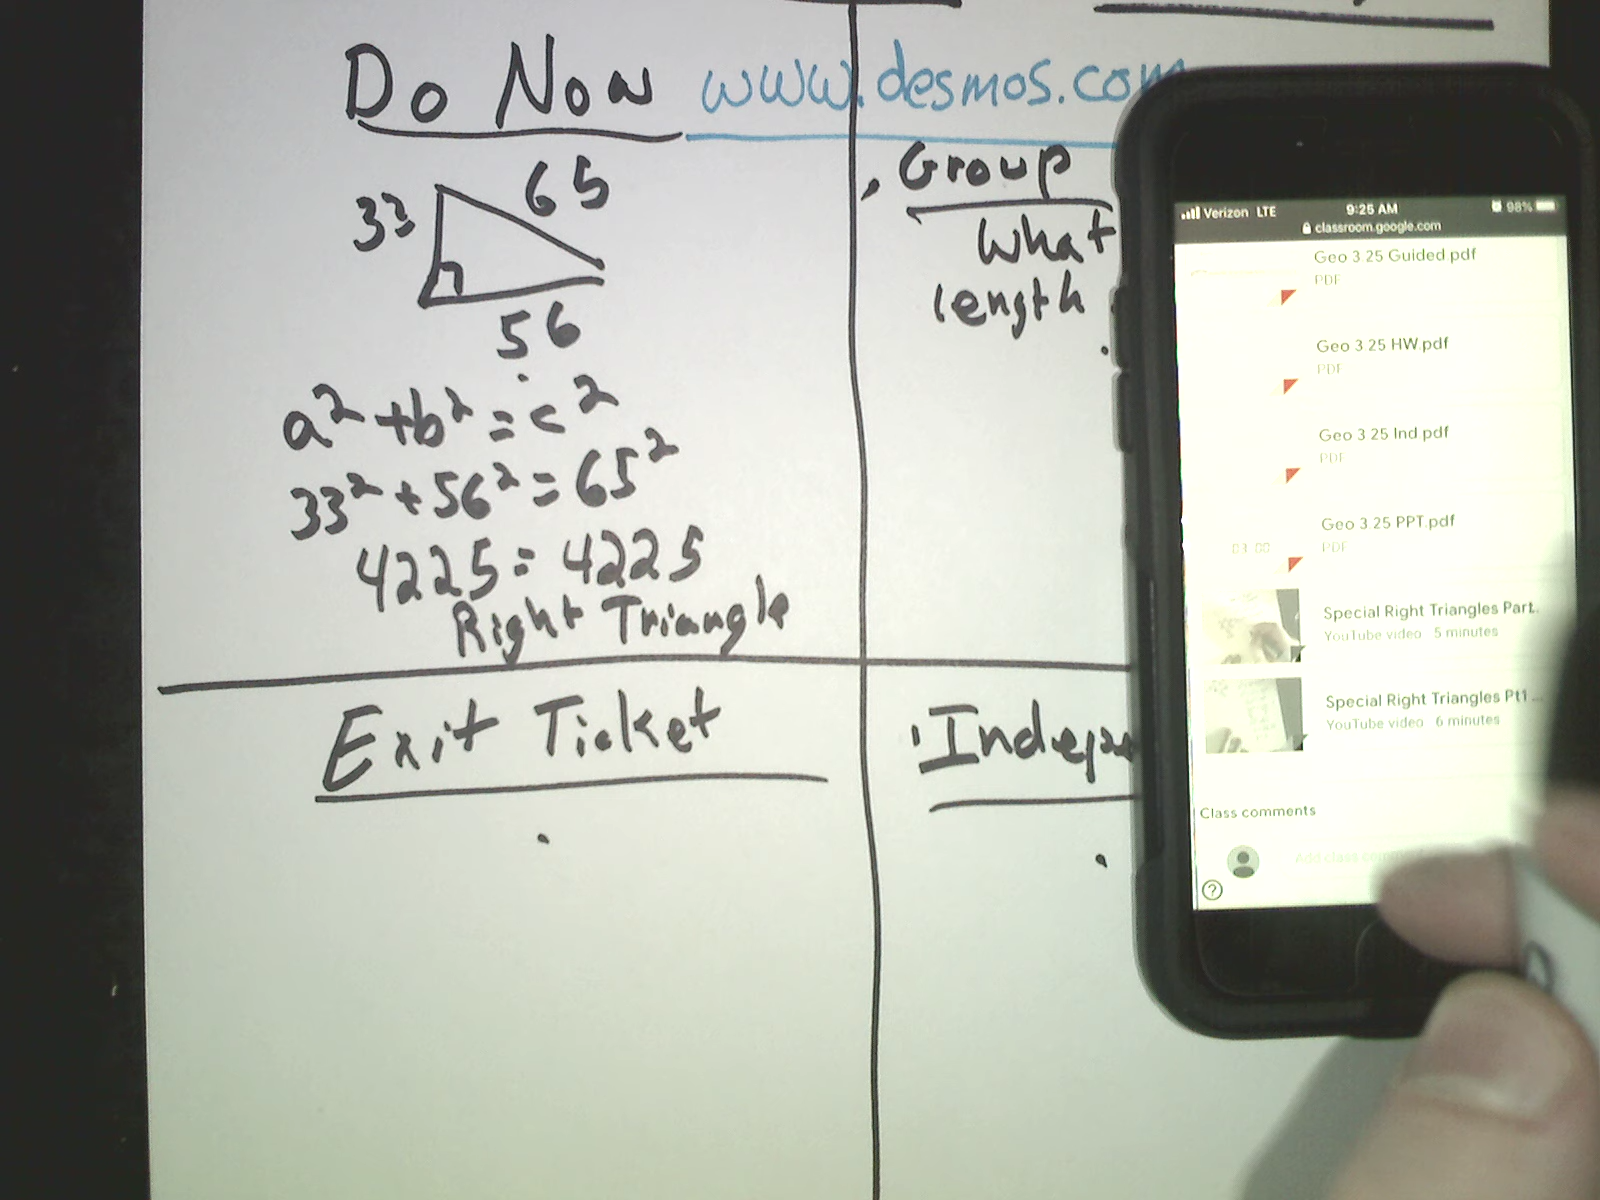 Do Now www.desmos.com
33
65
56
a² + b² = c²
33² + 56² = 65²
4225 = 4225
Right Triangle
Group
What
length
Exit Ticket
Verizon LTE 9:25 AM 98%
classroom.google.com
Geo 3 25 Guided.pdf
PDF
Geo 3 25 HW.pdf
PDF
Geo 3 25 Ind.pdf
PDF
Geo 3 25 PPT.pdf
PDF
Special Right Triangles Part...
YouTube video 5 minutes
Special Right Triangles Pt1 ...
YouTube video 6 minutes
Class comments
?